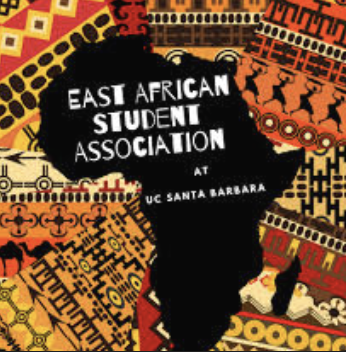 EAST AFRICAN
STUDENT
ASSOCIATION
AT
UC SANTA BARBARA